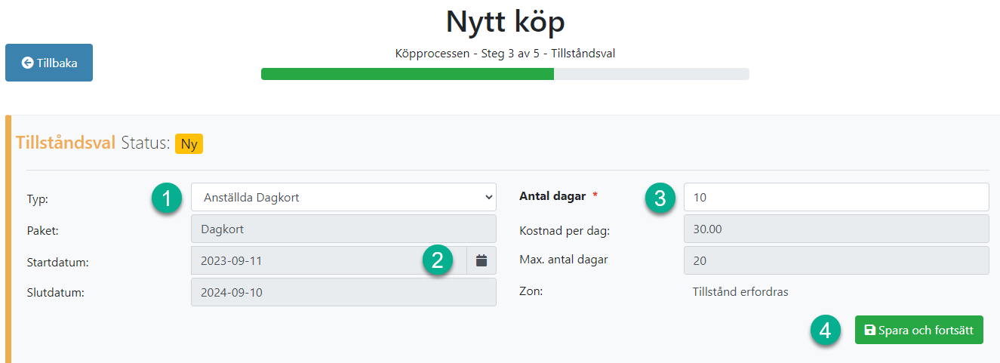 Nytt köp
Tillbaka
Köpprocessen - Steg 3 av 5 - Tillståndsval
Tillståndsval Status: Ny
Typ: 1 Anställda Dagkort
Paket: Dagkort
Startdatum: 2023-09-11 2
Slutdatum: 2024-09-10
Antal dagar * 3 10
Kostnad per dag: 30.00
Max. antal dagar 20
Zon: Tillstånd erfordras
4 Spara och fortsätt